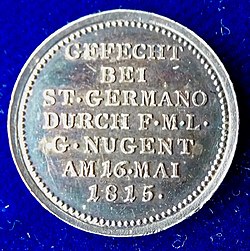 GEFECHT
BEI
ST·GERMANO
DURCH F·M·L·
G·NUGENT
AM 16·MAI
1815·